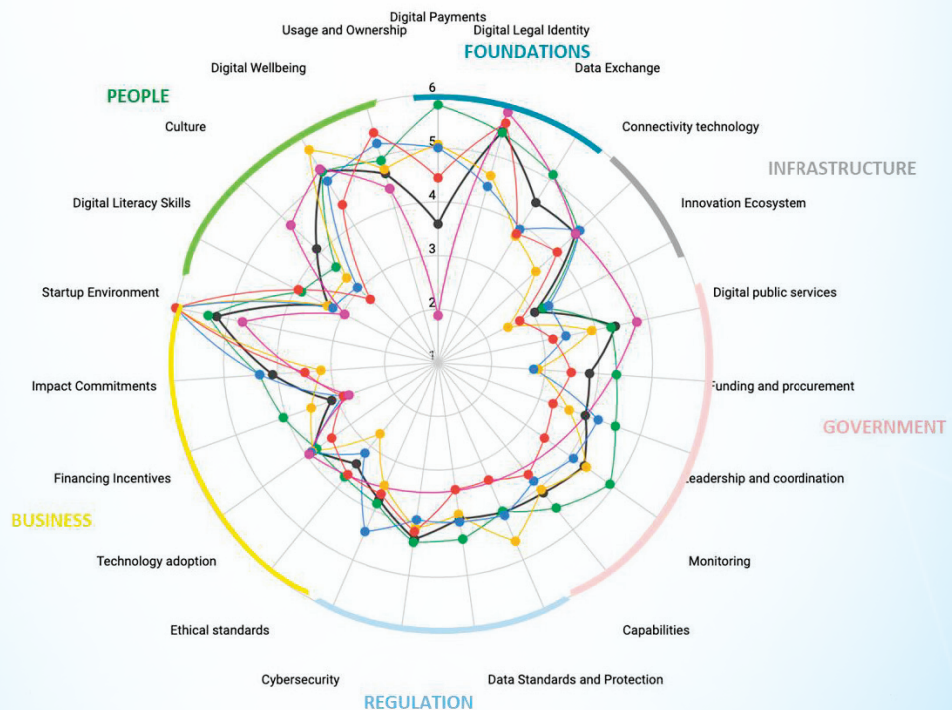 Digital Payments
Usage and Ownership
Digital Legal Identity
FOUNDATIONS
Digital Wellbeing
Data Exchange
PEOPLE
6
Culture
Connectivity technology
5
INFRASTRUCTURE
4
Digital Literacy Skills
Innovation Ecosystem
3
Startup Environment
Digital public services
2
1
Impact Commitments
Funding and prccurement
GOVERNMENT
Financing Incentives
Leadership and coordination
BUSINESS
Technology adoption
Monitoring
Ethical standards
Capabilities
Cybersecurity
Data Standards and Protection
REGULATION